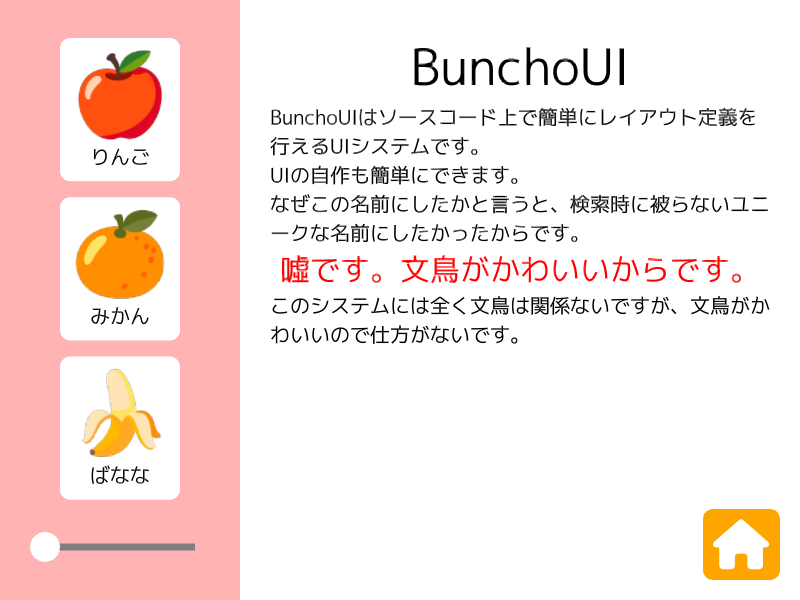 りんご
みかん
ばなな
BunchoUI
BunchoUIはソースコード上で簡単にレイアウト定義を
行えるUIシステムです。
UIの自作も簡単にできます。
なぜこの名前にしたかと言うと、検索時に被らないユニ
ークな名前にしたかったからです。
嘘です。文鳥がかわいいからです。
このシステムには全く文鳥は関係ないですが、文鳥がか
わいいので仕方がないです。